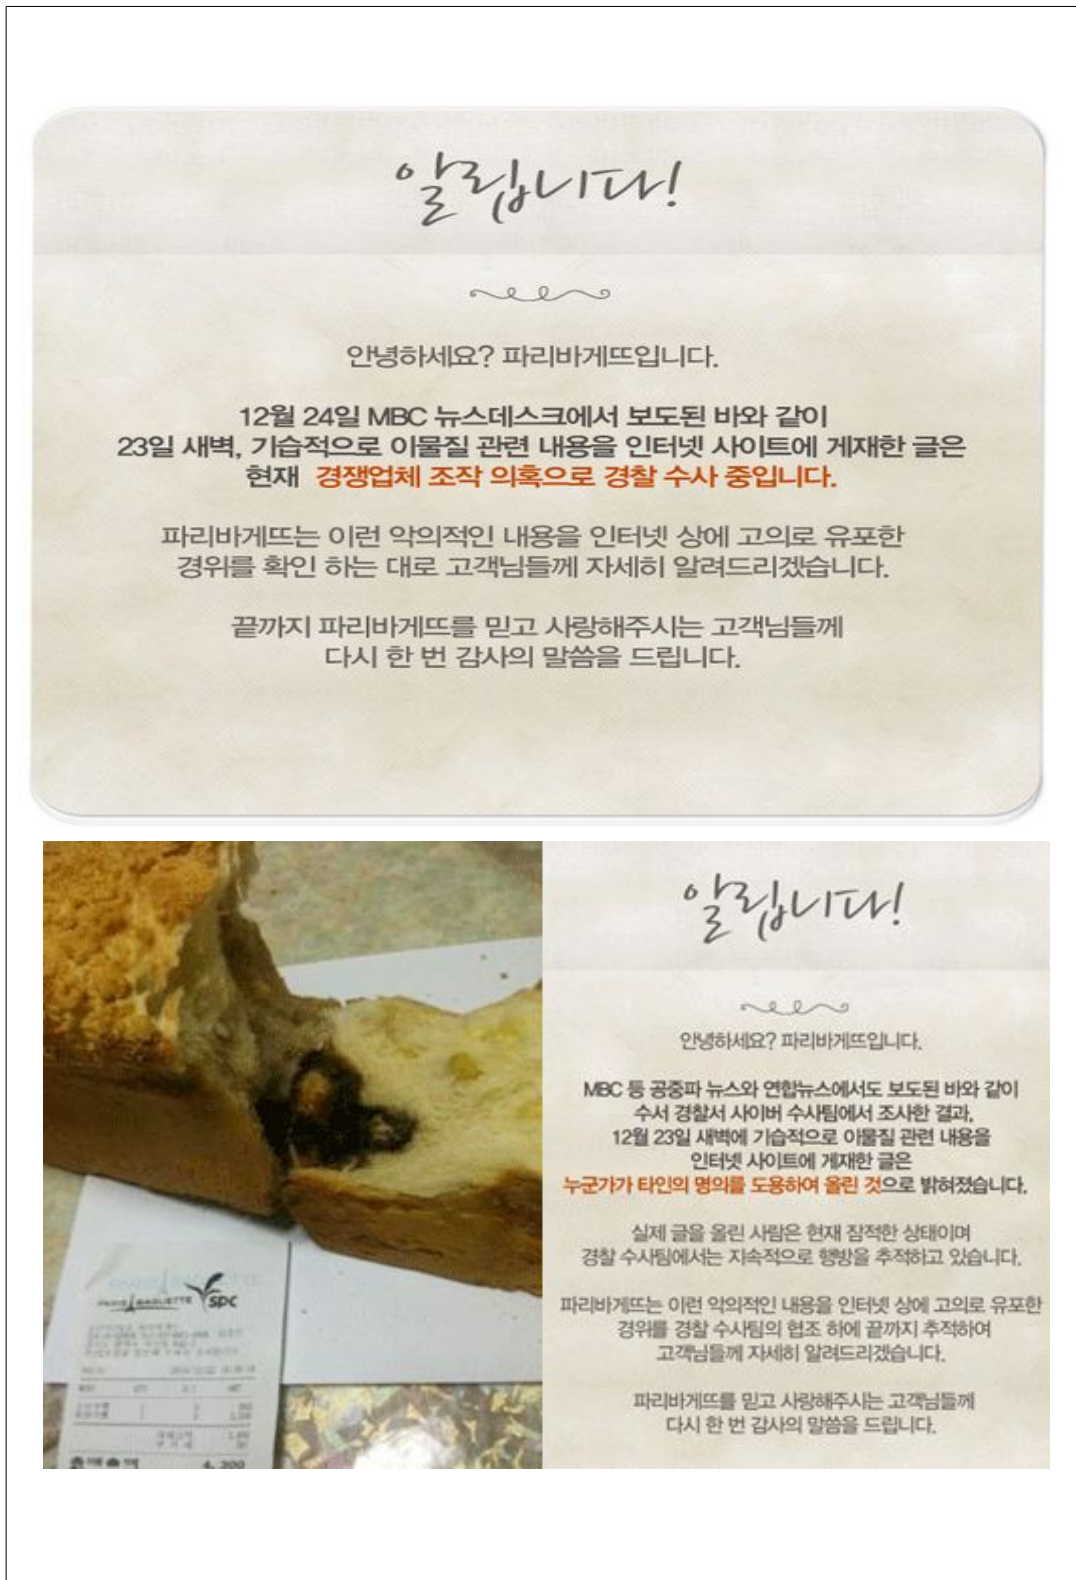 알립니다!
안녕하세요? 파리바게뜨입니다.
12월 24일 MBC 뉴스데스크에서 보도된 바와 같이
23일 새벽, 기습적으로 이물질 관련 내용을 인터넷 사이트에 게재한 글은
현재 경쟁업체 조작 의혹으로 경찰 수사 중입니다.
파리바게뜨는 이런 악의적인 내용을 인터넷 상에 고의로 유포한
경위를 확인 하는 대로 고객님들께 자세히 알려드리겠습니다.
끝까지 파리바게뜨를 믿고 사랑해주시는 고객님들께
다시 한 번 감사의 말씀을 드립니다.
PARIS BAGUETTE SPC
총매출액 4,200
알립니다!
안녕하세요? 파리바게뜨입니다.
MBC 등 공중파 뉴스와 연합뉴스에서도 보도된 바와 같이
수서 경찰서 사이버 수사팀에서 조사한 결과,
12월 23일 새벽에 기습적으로 이물질 관련 내용을
인터넷 사이트에 게재한 글은
누군가가 타인의 명의를 도용하여 올린 것으로 밝혀졌습니다.
실제 글을 올린 사람은 현재 잠적한 상태이며
경찰 수사팀에서는 지속적으로 행방을 추적하고 있습니다.
파리바게뜨는 이런 악의적인 내용을 인터넷 상에 고의로 유포한
경위를 경찰 수사팀의 협조 하에 끝까지 추적하여
고객님들께 자세히 알려드리겠습니다.
파리바게뜨를 믿고 사랑해주시는 고객님들께
다시 한 번 감사의 말씀을 드립니다.